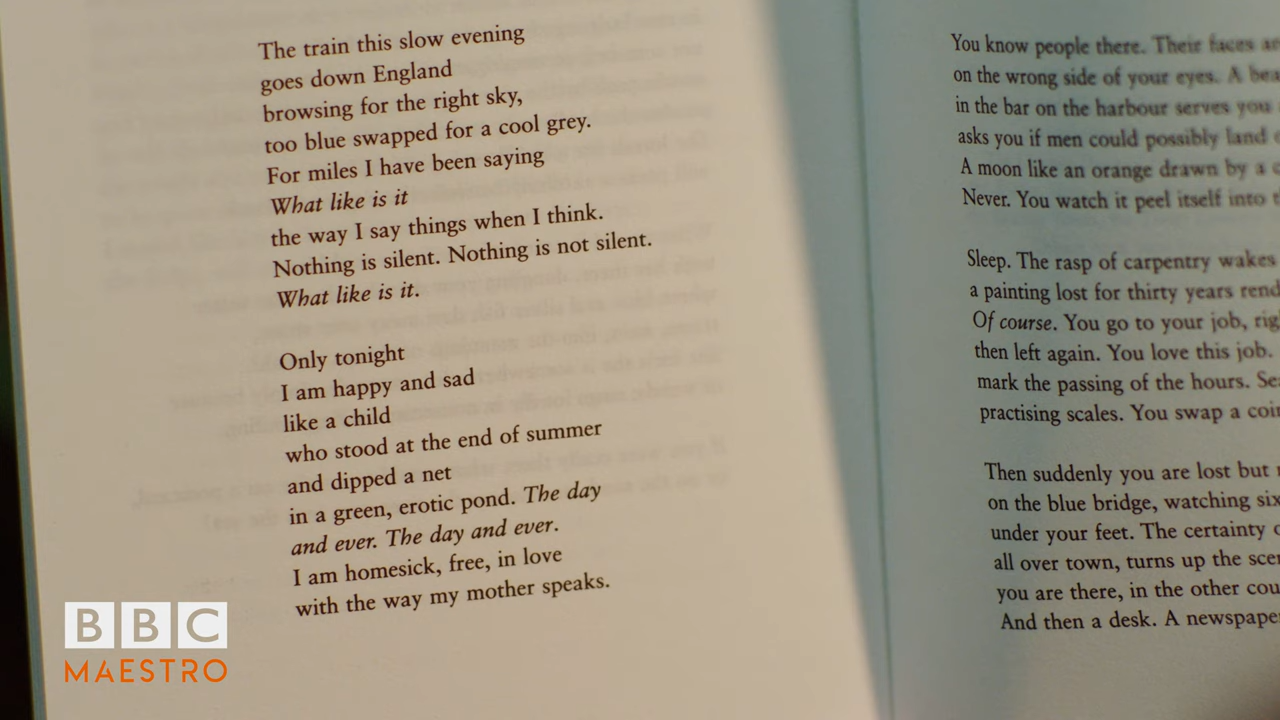 The train this slow evening
goes down England
browsing for the right sky,
too blue swapped for a cool grey.
For miles I have been saying
What like is it
the way I say things when I think.
Nothing is silent. Nothing is not silent.
What like is it.
Only tonight
I am happy and sad
like a child
who stood at the end of summer
and dipped a net
in a green, erotic pond. The day
and ever. The day and ever.
I am homesick, free, in love
with the way my mother speaks.
You know people there. Their faces
on the wrong side of your eyes. A
in the bar on the harbour serves you
asks you if men could possibly land
A moon like an orange drawn by a
Never. You watch it peel itself into
Sleep. The rasp of carpentry wakes
a painting lost for thirty years
Of course. You go to your job,
then left again. You love this job.
mark the passing of the hours.
practising scales. You swap a
Then suddenly you are lost but
on the blue bridge, watching
under your feet. The certainty
all over town, turns up the
you are there, in the other
And then a desk. A
BBC
MAESTRO